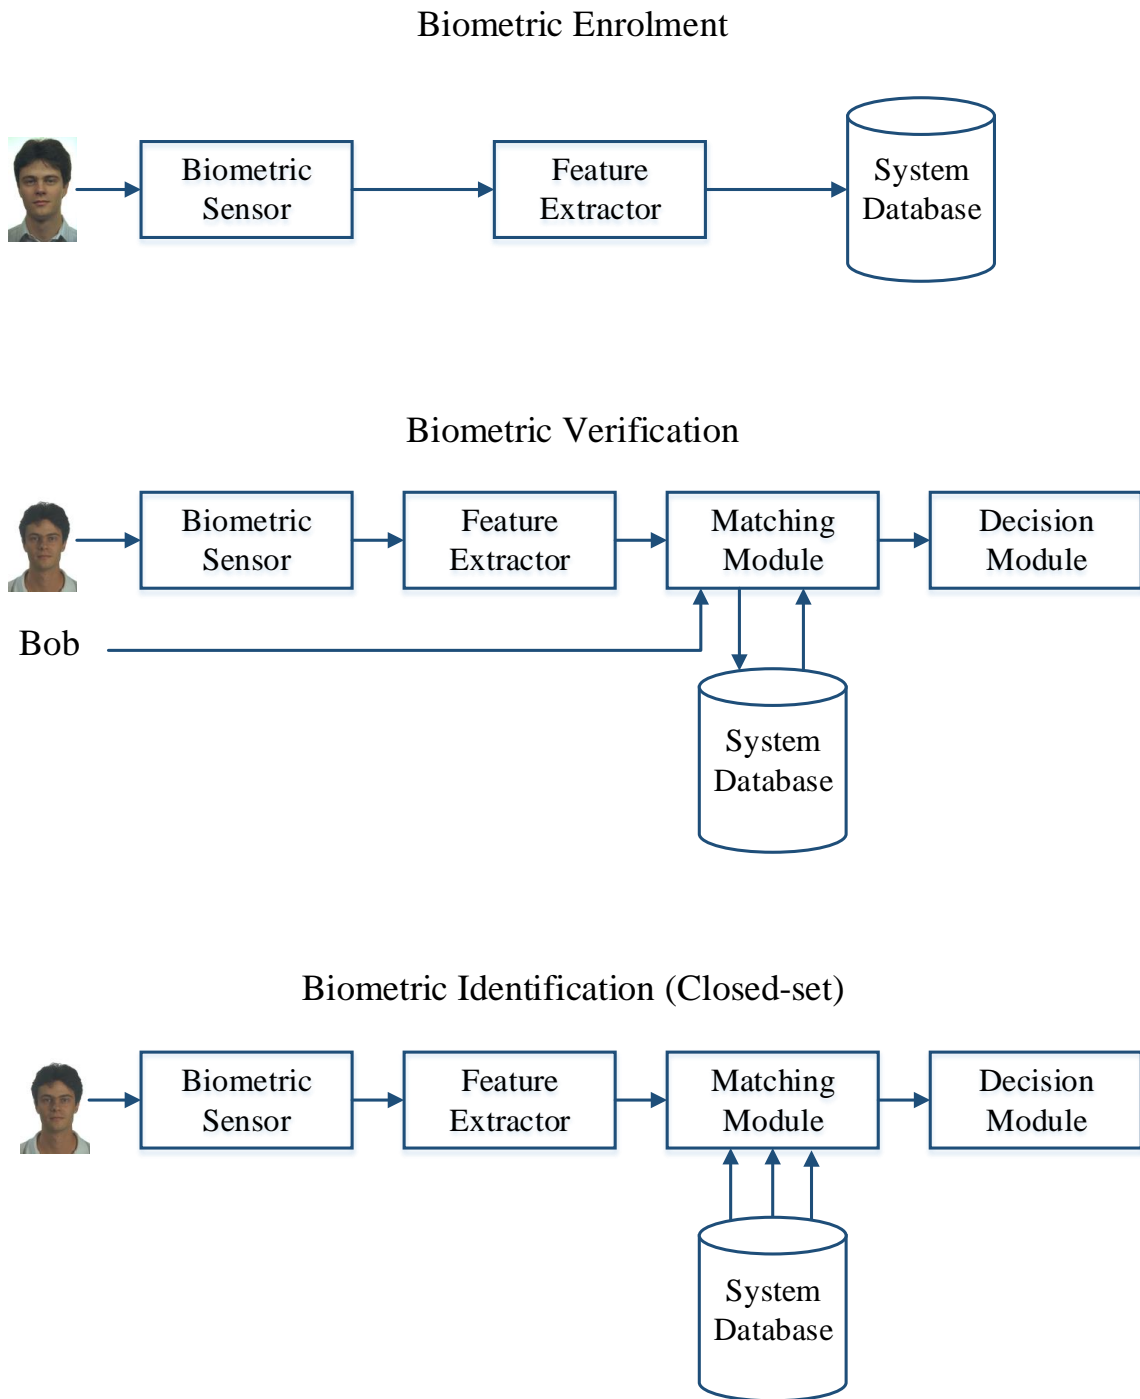 Biometric Enrolment
Biometric
Sensor
Feature
Extractor
System
Database
Biometric Verification
Biometric
Sensor
Feature
Extractor
Matching
Module
Decision
Module
Bob
System
Database
Biometric Identification (Closed-set)
Biometric
Sensor
Feature
Extractor
Matching
Module
Decision
Module
System
Database